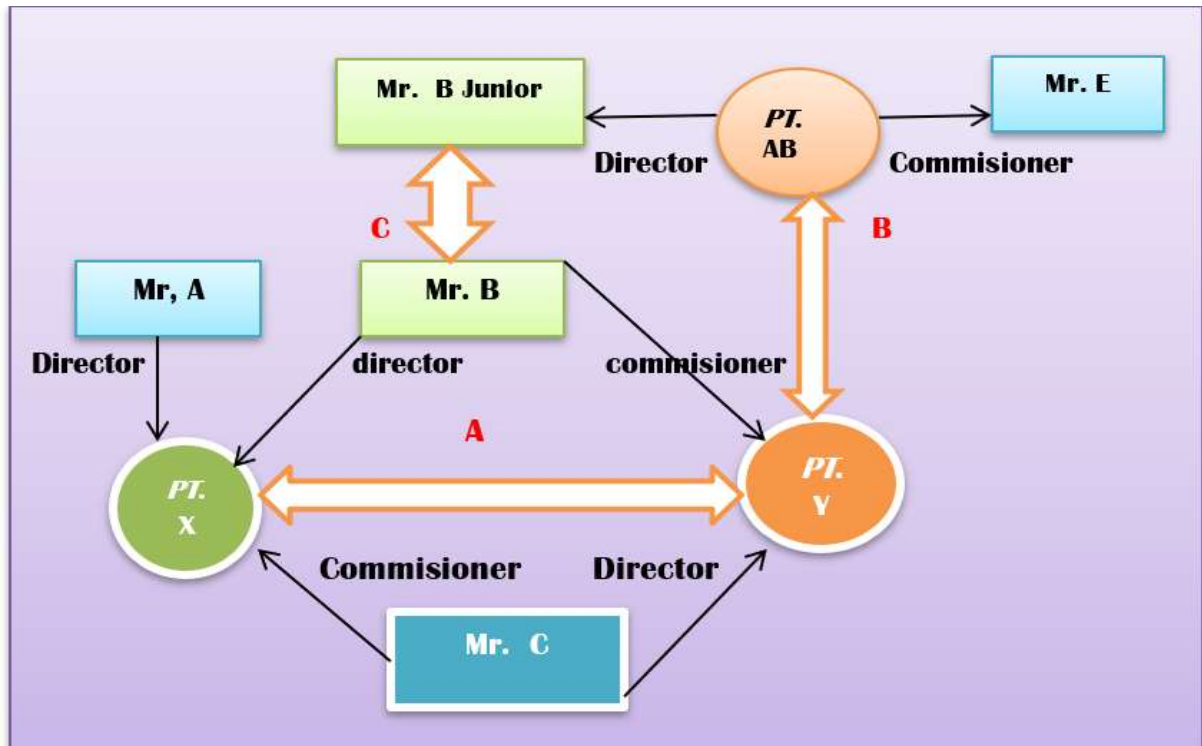 Mr. B Junior
PT.
AB
Mr. E
Director
Commisioner
C
B
Mr, A
Mr. B
Director
director
commisioner
A
PT.
X
PT.
Y
Commisioner
Director
Mr. C